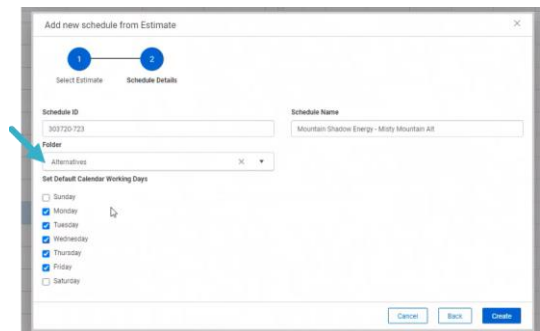 Add new schedule from Estimate
1 2
Select Estimate Schedule Details
Schedule ID Schedule Name
303720-723 Mountain Shadow Energy - Misty Mountain Alt
Folder
Alternatives
Set Default Calendar Working Days
Sunday
Monday
Tuesday
Wednesday
Thursday
Friday
Saturday
Cancel Back Create